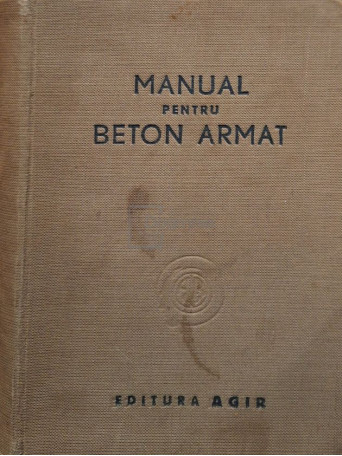 MANUAL
PENTRU
BETON ARMAT
EDITURA AGIR